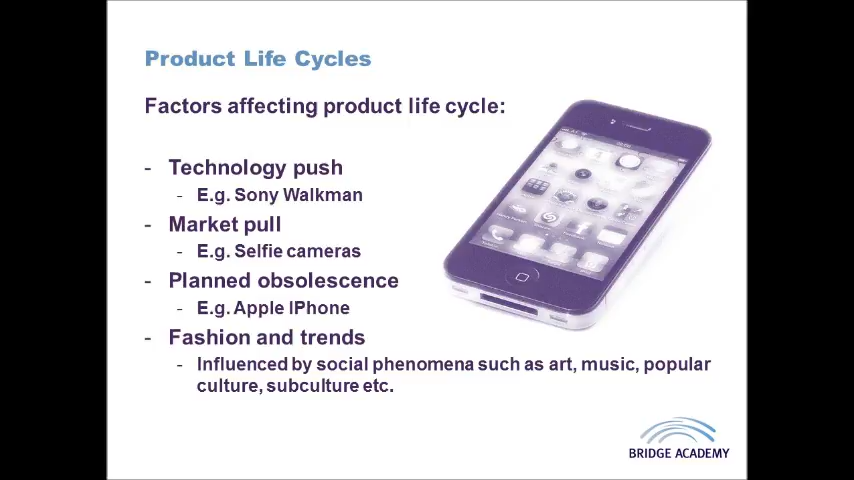 Product Life Cycles
Factors affecting product life cycle:
- Technology push
- E.g. Sony Walkman
- Market pull
- E.g. Selfie cameras
- Planned obsolescence
- E.g. Apple IPhone
- Fashion and trends
- Influenced by social phenomena such as art, music, popular
culture, subculture etc.
BRIDGE ACADEMY